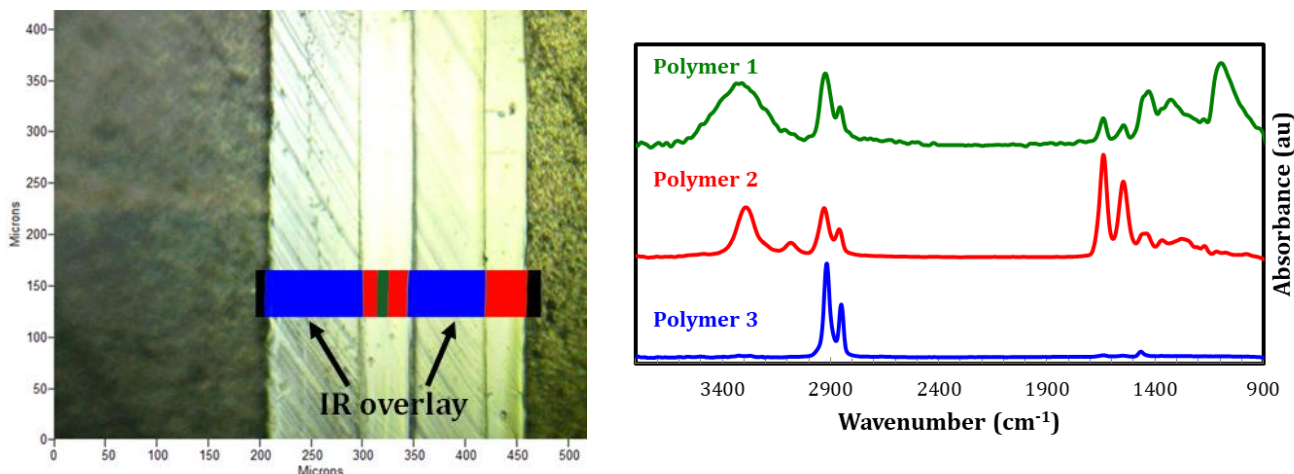 400
350
300
250
200
150
100
50
0
Microns
0 50 100 150 200 250 300 350 400 450 500
Microns
IR overlay
Polymer 1
Polymer 2
Polymer 3
3400 2900 2400 1900 1400 900
Wavenumber (cm⁻¹)
Absorbance (au)